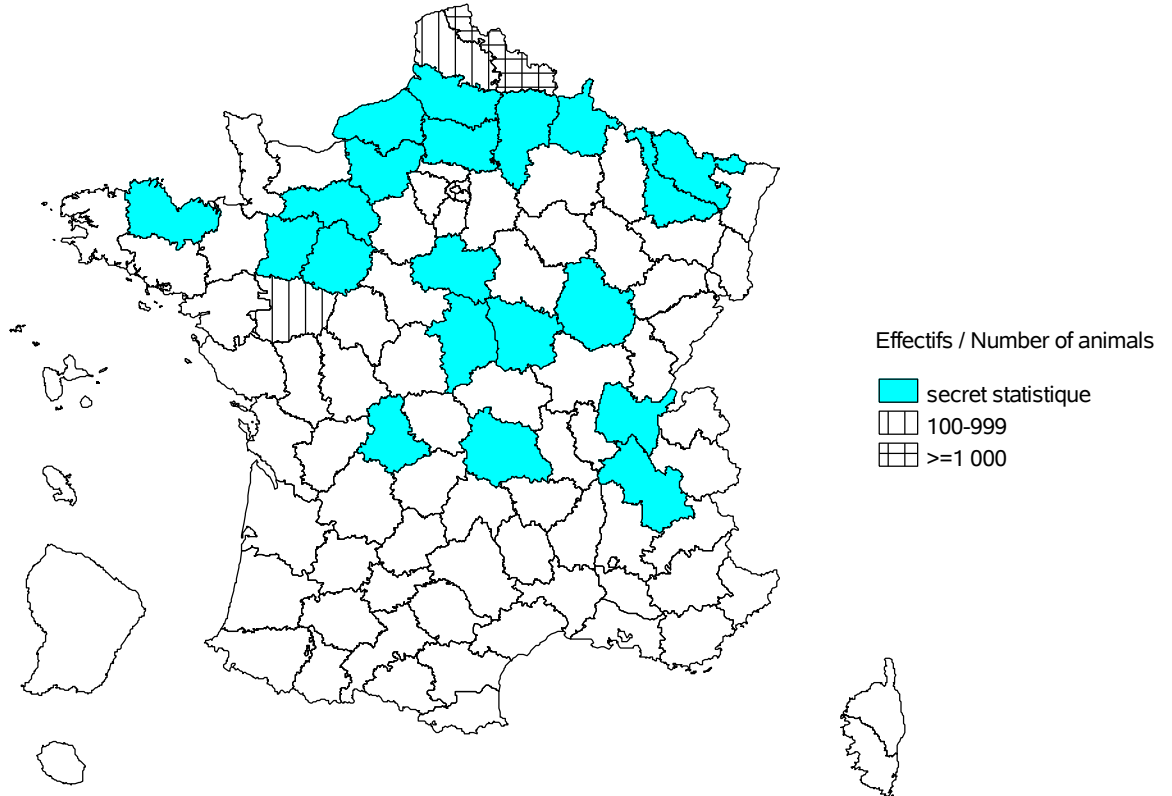 Effectifs / Number of animals
secret statistique
100-999
>=1 000